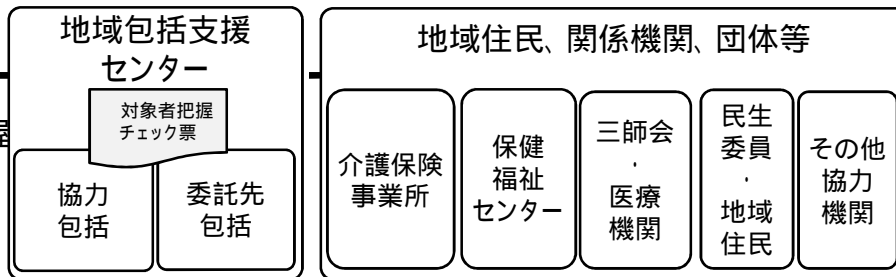 地域包括支援
センター
対象者把握
チェック票
協力
包括
委託先
包括
地域住民、関係機関、団体等
介護保険
事業所
保健
福祉
センター
三師会
・
医療
機関
民生
委員
・
地域
住民
その他
協力
機関